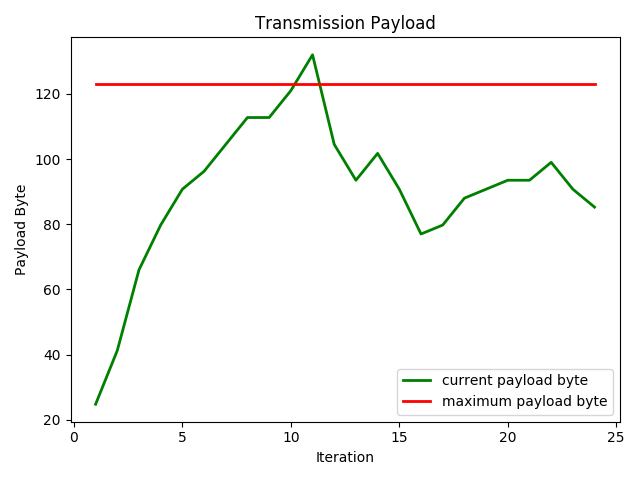 Transmission Payload
120
100
80
60
40
20
Payload Byte
0
5
10
15
20
25
Iteration
current payload byte
maximum payload byte